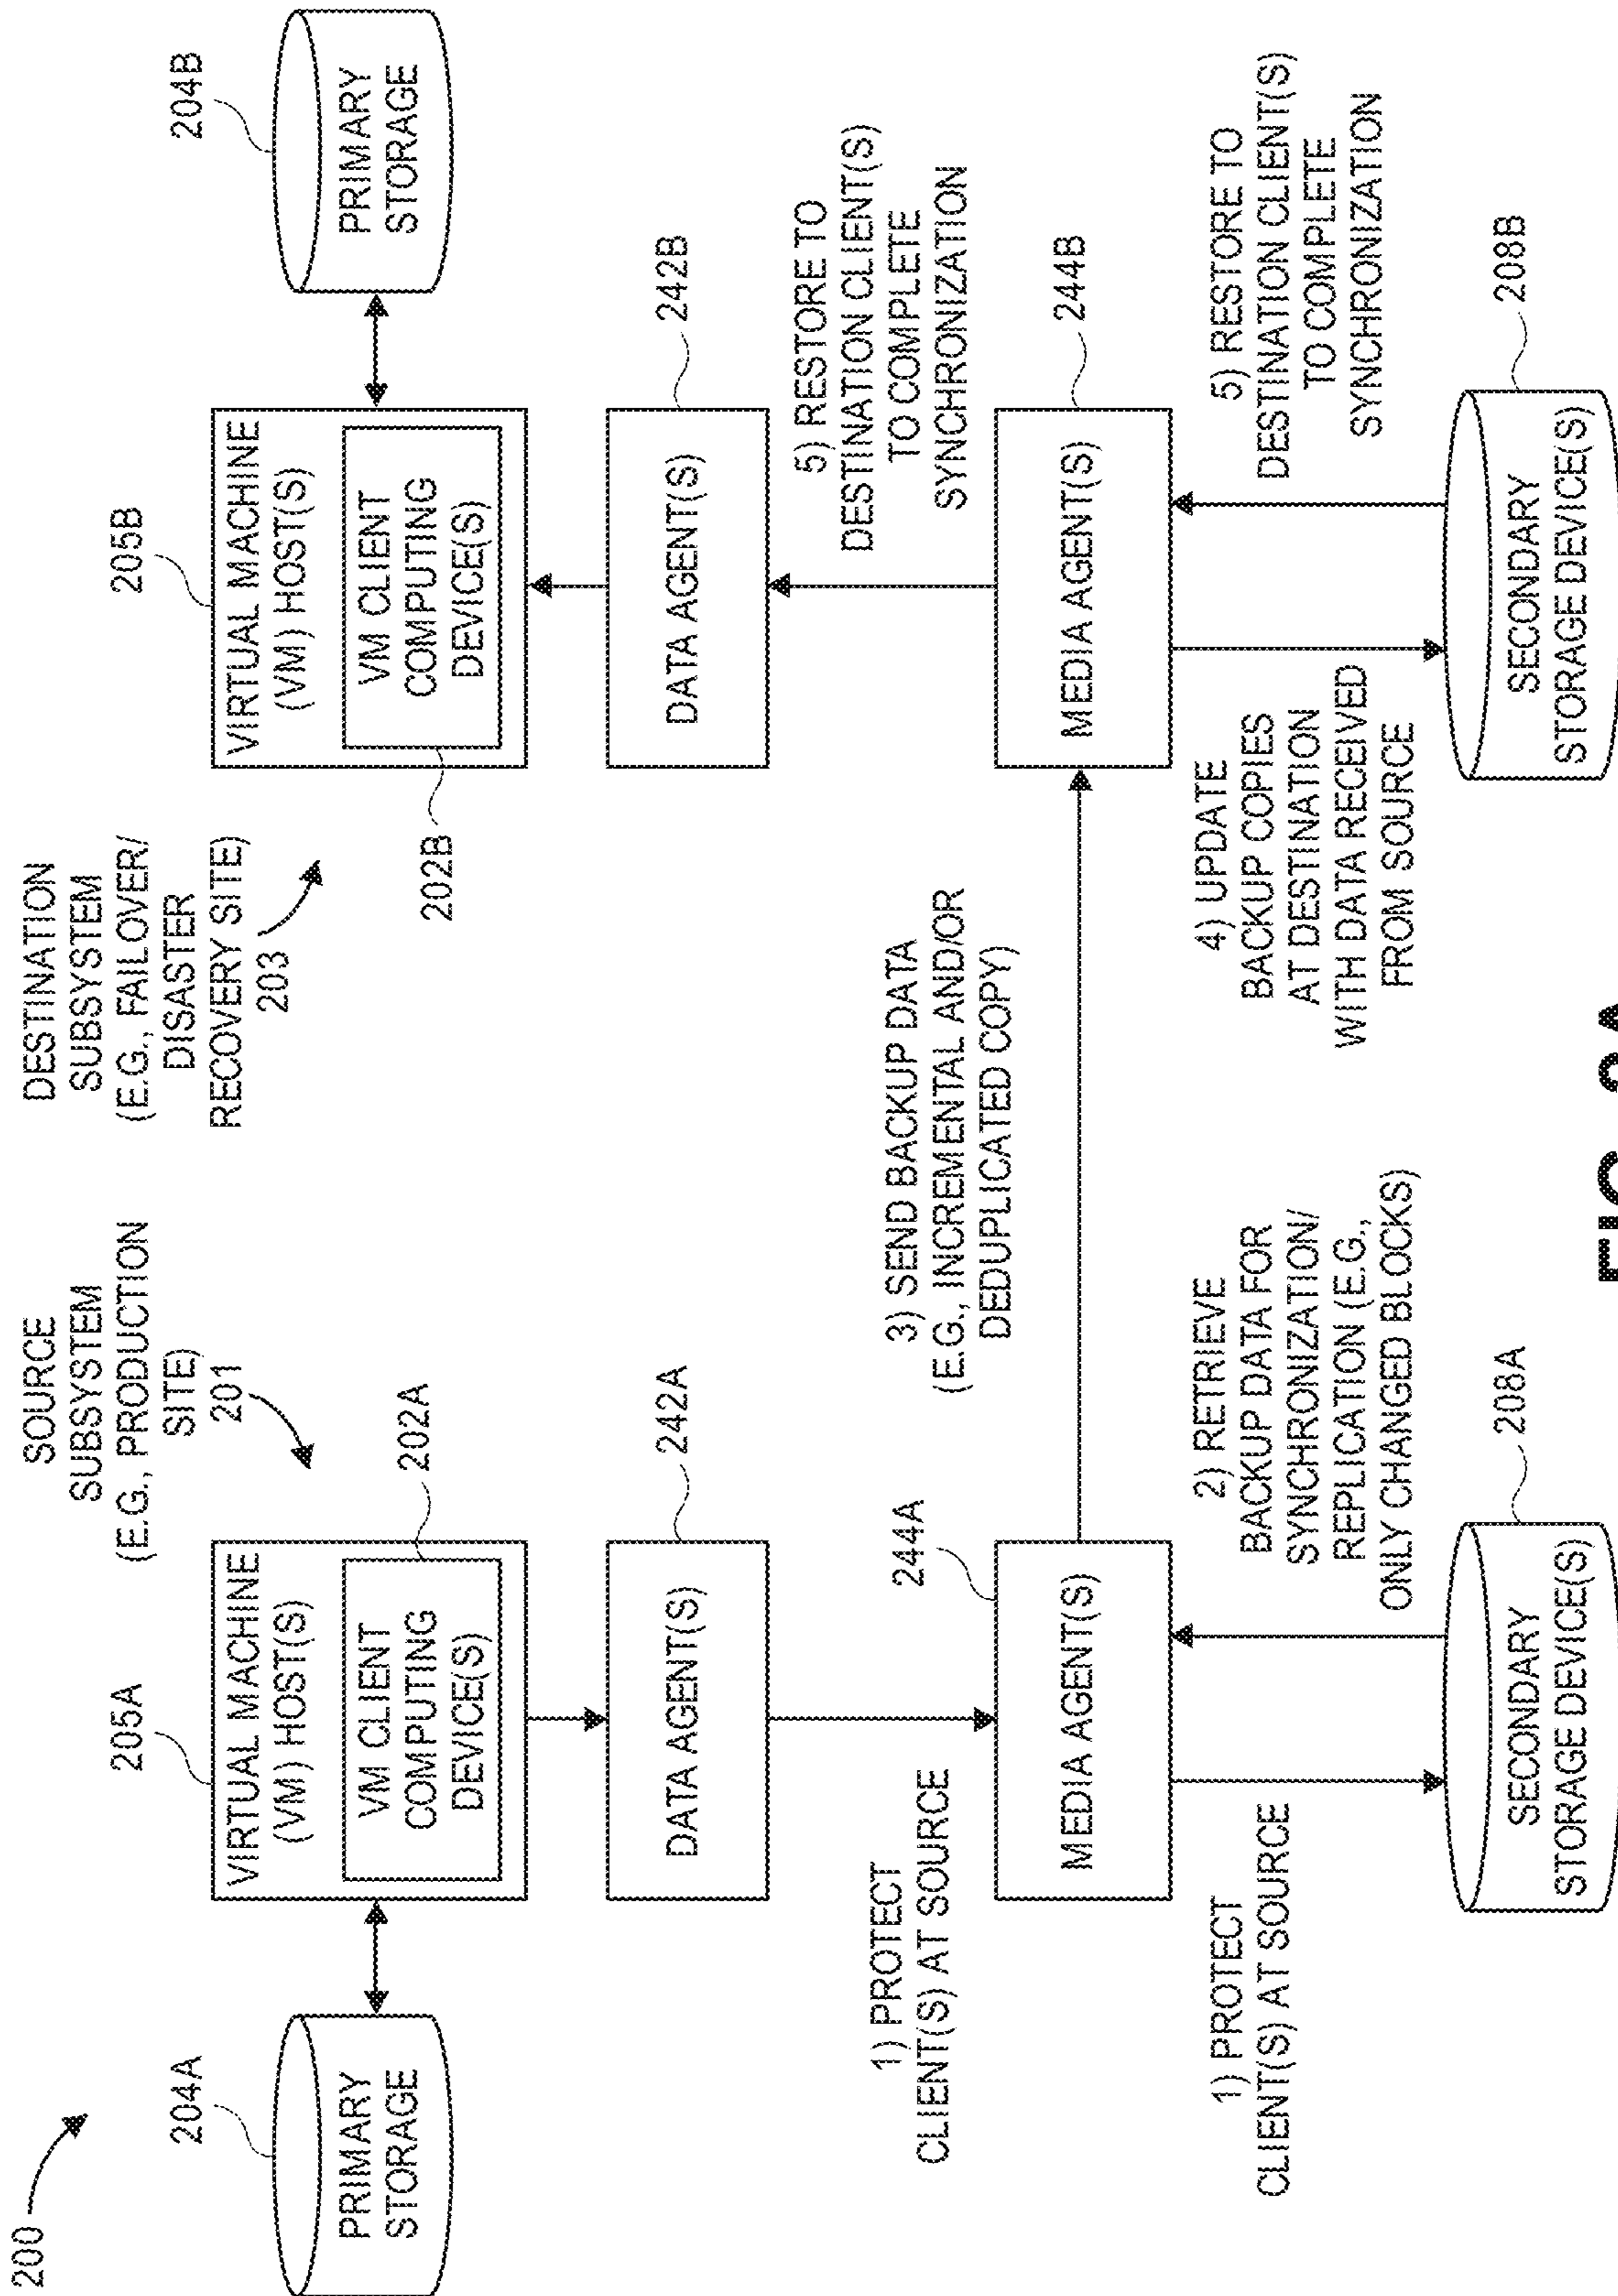 200
SOURCE
SUBSYSTEM
(E.G., PRODUCTION
SITE)
201
DESTINATION
SUBSYSTEM
(E.G., FAILOVER/
DISASTER
RECOVERY SITE)
203
204A
PRIMARY
STORAGE
205A
VIRTUAL MACHINE
(VM) HOST(S)
VM CLIENT
COMPUTING
DEVICE(S)
202A
202B
205B
VIRTUAL MACHINE
(VM) HOST(S)
VM CLIENT
COMPUTING
DEVICE(S)
204B
PRIMARY
STORAGE
DATA AGENT(S)
242A
DATA AGENT(S)
242B
1) PROTECT
CLIENT(S) AT SOURCE
244A
3) SEND BACKUP DATA
(E.G., INCREMENTAL AND/OR
DEDUPLICATED COPY)
5) RESTORE TO
DESTINATION CLIENT(S)
TO COMPLETE
SYNCHRONIZATION
MEDIA AGENT(S)
MEDIA AGENT(S)
244B
1) PROTECT
CLIENT(S) AT SOURCE
2) RETRIEVE
BACKUP DATA FOR
SYNCHRONIZATION/
REPLICATION (E.G.,
ONLY CHANGED BLOCKS)
4) UPDATE
BACKUP COPIES
AT DESTINATION
WITH DATA RECEIVED
FROM SOURCE
5) RESTORE TO
DESTINATION CLIENT(S)
TO COMPLETE
SYNCHRONIZATION
SECONDARY
STORAGE DEVICE(S)
208A
SECONDARY
STORAGE DEVICE(S)
208B